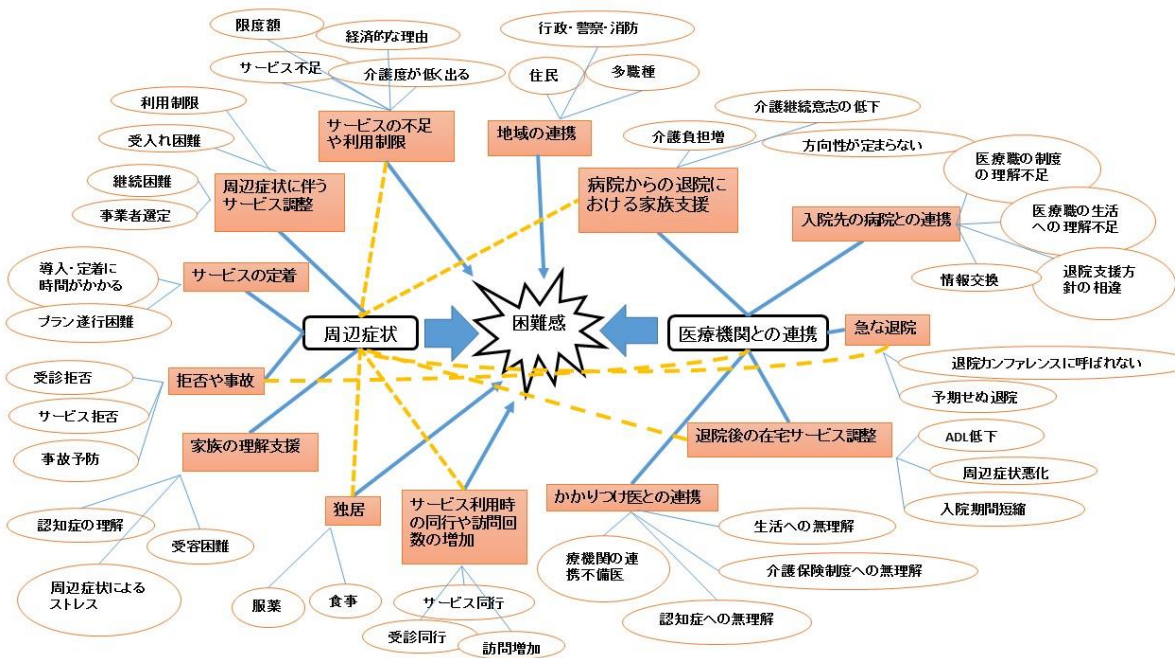 限度額
経済的な理由
サービス不足
介護度が低く出る
サービスの不足
や利用制限
行政・警察・消防
住民
多職種
地域の連携
利用制限
受入れ困難
継続困難
事業者選定
周辺症状に伴う
サービス調整
介護継続意志の低下
介護負担増
方向性が定まらない
病院からの退院に
おける家族支援
医療職の制度
の理解不足
医療職の生活
への理解不足
退院支援方
針の相違
情報交換
入院先の病院との連携
導入・定着に
時間がかかる
プラン遂行困難
サービスの定着
周辺症状
困難感
医療機関との連携
急な退院
退院カンファレンスに呼ばれない
予期せぬ退院
受診拒否
サービス拒否
事故予防
拒否や事故
家族の理解支援
認知症の理解
受容困難
周辺症状による
ストレス
独居
服薬
食事
サービス利用時
の同行や訪問回
数の増加
サービス同行
受診同行
訪問増加
退院後の在宅サービス調整
ADL低下
周辺症状悪化
入院期間短縮
かかりつけ医との連携
生活への無理解
療機関の連
携不備医
介護保険制度への無理解
認知症への無理解